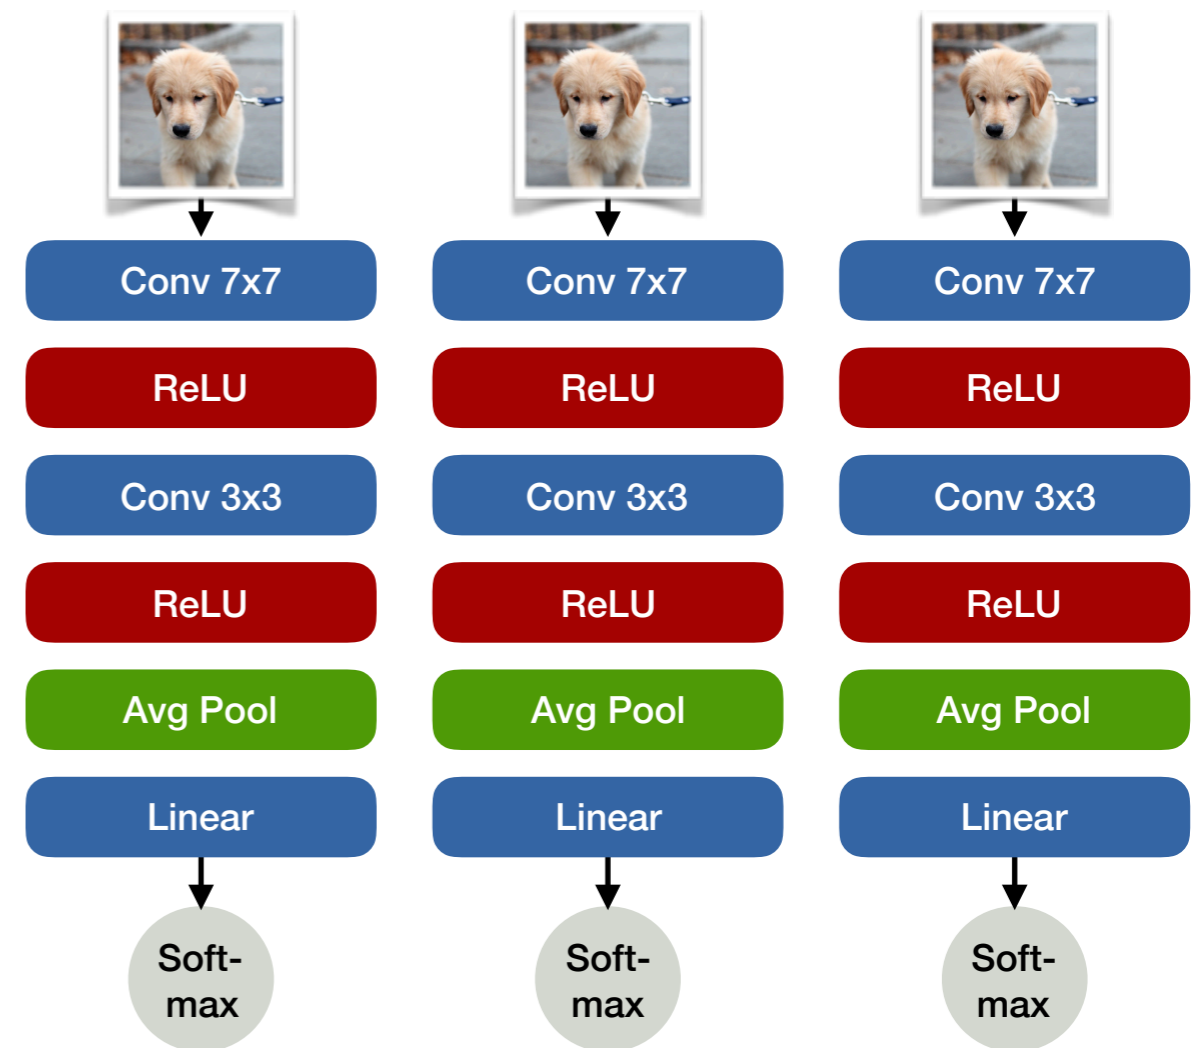 Conv 7x7 Conv 7x7 Conv 7x7
ReLU ReLU ReLU
Conv 3x3 Conv 3x3 Conv 3x3
ReLU ReLU ReLU
Avg Pool Avg Pool Avg Pool
Linear Linear Linear
Soft- Soft- Soft-
max max max